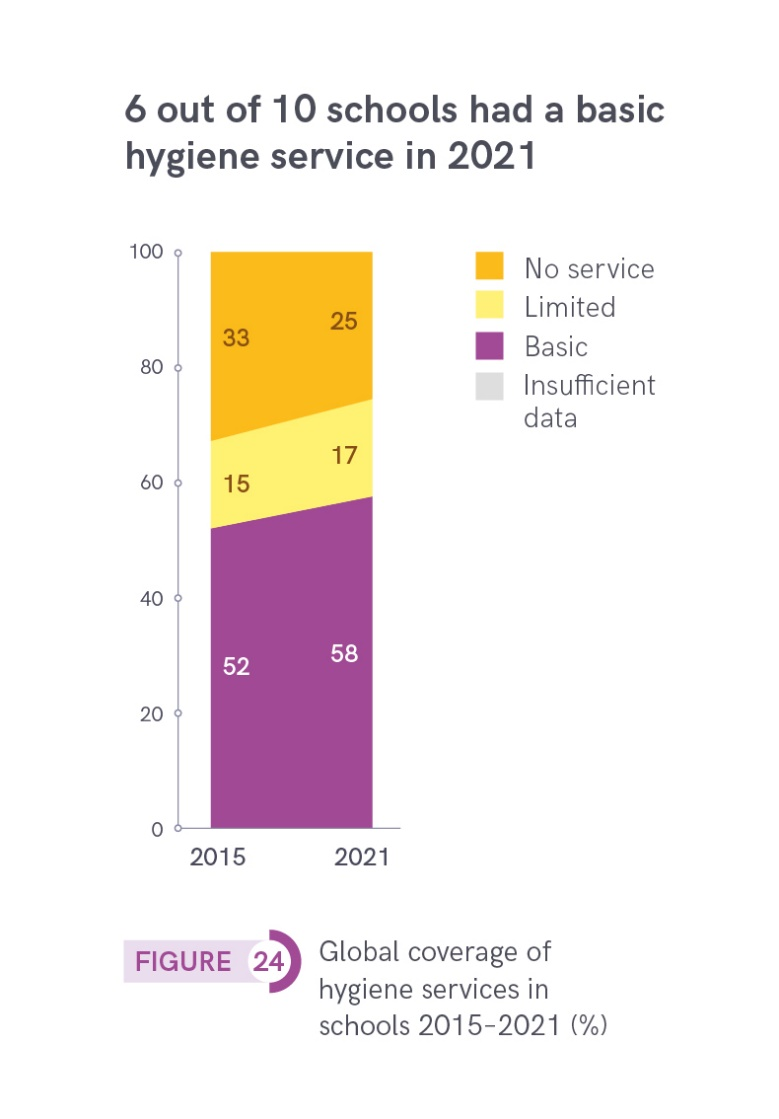 6 out of 10 schools had a basic
hygiene service in 2021
100
80
60
40
20
0
33
25
15
17
52
58
2015
2021
No service
Limited
Basic
Insufficient
data
FIGURE 24
Global coverage of
hygiene services in
schools 2015–2021 (%)